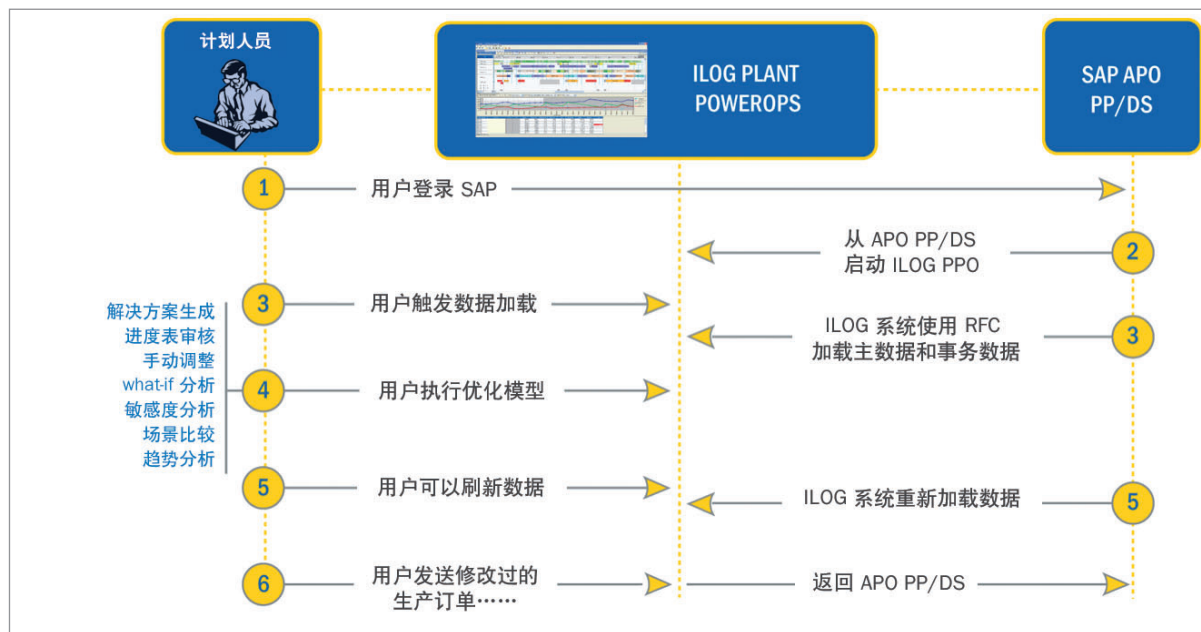 计划人员
ILOG PLANT
POWEROPS
SAP APO
PP/DS
1
用户登录 SAP
从 APO PP/DS
启动 ILOG PPO
2
3
用户触发数据加载
ILOG 系统使用 RFC
加载主数据和事务数据
3
解决方案生成
进度表审核
手动调整
what-if 分析
敏感度分析
场景比较
趋势分析
4
用户执行优化模型
5
用户可以刷新数据
ILOG 系统重新加载数据
5
6
用户发送修改过的
生产订单……
返回 APO PP/DS